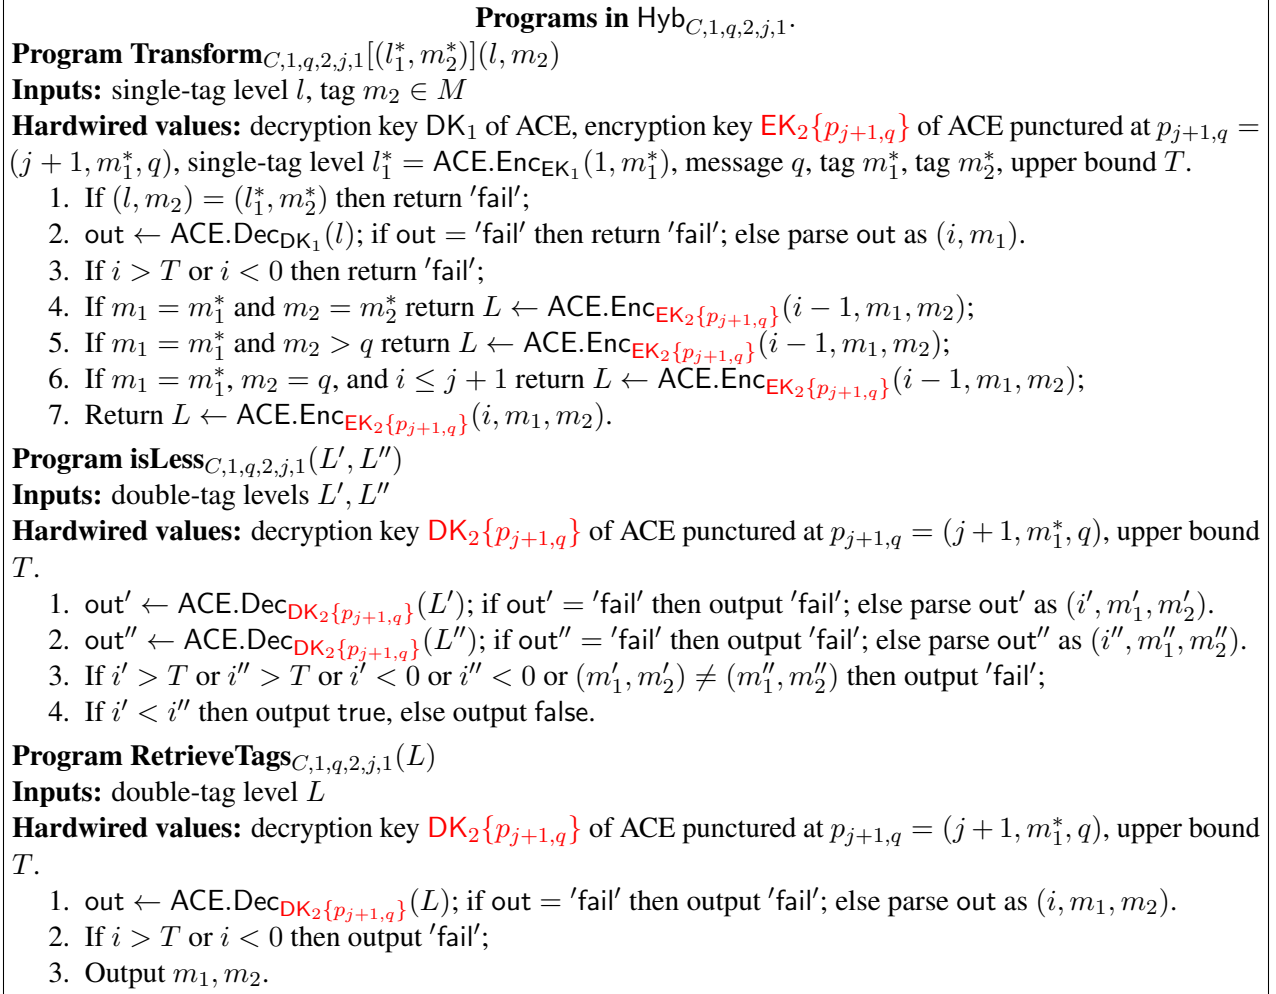 Programs in Hyb_{C,1,q,2,j,1}.
Program Transform_{C,1,q,2,j,1}[(l_1^*, m_2^*)](l, m_2)
Inputs: single-tag level l, tag m_2 ∈ M
Hardwired values: decryption key DK_1 of ACE, encryption key EK_2{p_{j+1,q}} of ACE punctured at p_{j+1,q} =
(j + 1, m_1^*, q), single-tag level l_1^* = ACE.Enc_{EK_1}(1, m_1^*), message q, tag m_1^*, tag m_2^*, upper bound T.
1. If (l, m_2) = (l_1^*, m_2^*) then return 'fail';
2. out ← ACE.Dec_{DK_1}(l); if out = 'fail' then return 'fail'; else parse out as (i, m_1).
3. If i > T or i < 0 then return 'fail';
4. If m_1 = m_1^* and m_2 = m_2^* return L ← ACE.Enc_{EK_2{p_{j+1,q}}}(i − 1, m_1, m_2);
5. If m_1 = m_1^* and m_2 > q return L ← ACE.Enc_{EK_2{p_{j+1,q}}}(i − 1, m_1, m_2);
6. If m_1 = m_1^*, m_2 = q, and i ≤ j + 1 return L ← ACE.Enc_{EK_2{p_{j+1,q}}}(i − 1, m_1, m_2);
7. Return L ← ACE.Enc_{EK_2{p_{j+1,q}}}(i, m_1, m_2).
Program isLess_{C,1,q,2,j,1}(L′, L″)
Inputs: double-tag levels L′, L″
Hardwired values: decryption key DK_2{p_{j+1,q}} of ACE punctured at p_{j+1,q} = (j + 1, m_1^*, q), upper bound
T.
1. out′ ← ACE.Dec_{DK_2{p_{j+1,q}}}(L′); if out′ = 'fail' then output 'fail'; else parse out′ as (i′, m_1′, m_2′).
2. out″ ← ACE.Dec_{DK_2{p_{j+1,q}}}(L″); if out″ = 'fail' then output 'fail'; else parse out″ as (i″, m_1″, m_2″).
3. If i′ > T or i″ > T or i′ < 0 or i″ < 0 or (m_1′, m_2′) ≠ (m_1″, m_2″) then output 'fail';
4. If i′ < i″ then output true, else output false.
Program RetrieveTags_{C,1,q,2,j,1}(L)
Inputs: double-tag level L
Hardwired values: decryption key DK_2{p_{j+1,q}} of ACE punctured at p_{j+1,q} = (j + 1, m_1^*, q), upper bound
T.
1. out ← ACE.Dec_{DK_2{p_{j+1,q}}}(L); if out = 'fail' then output 'fail'; else parse out as (i, m_1, m_2).
2. If i > T or i < 0 then output 'fail';
3. Output m_1, m_2.